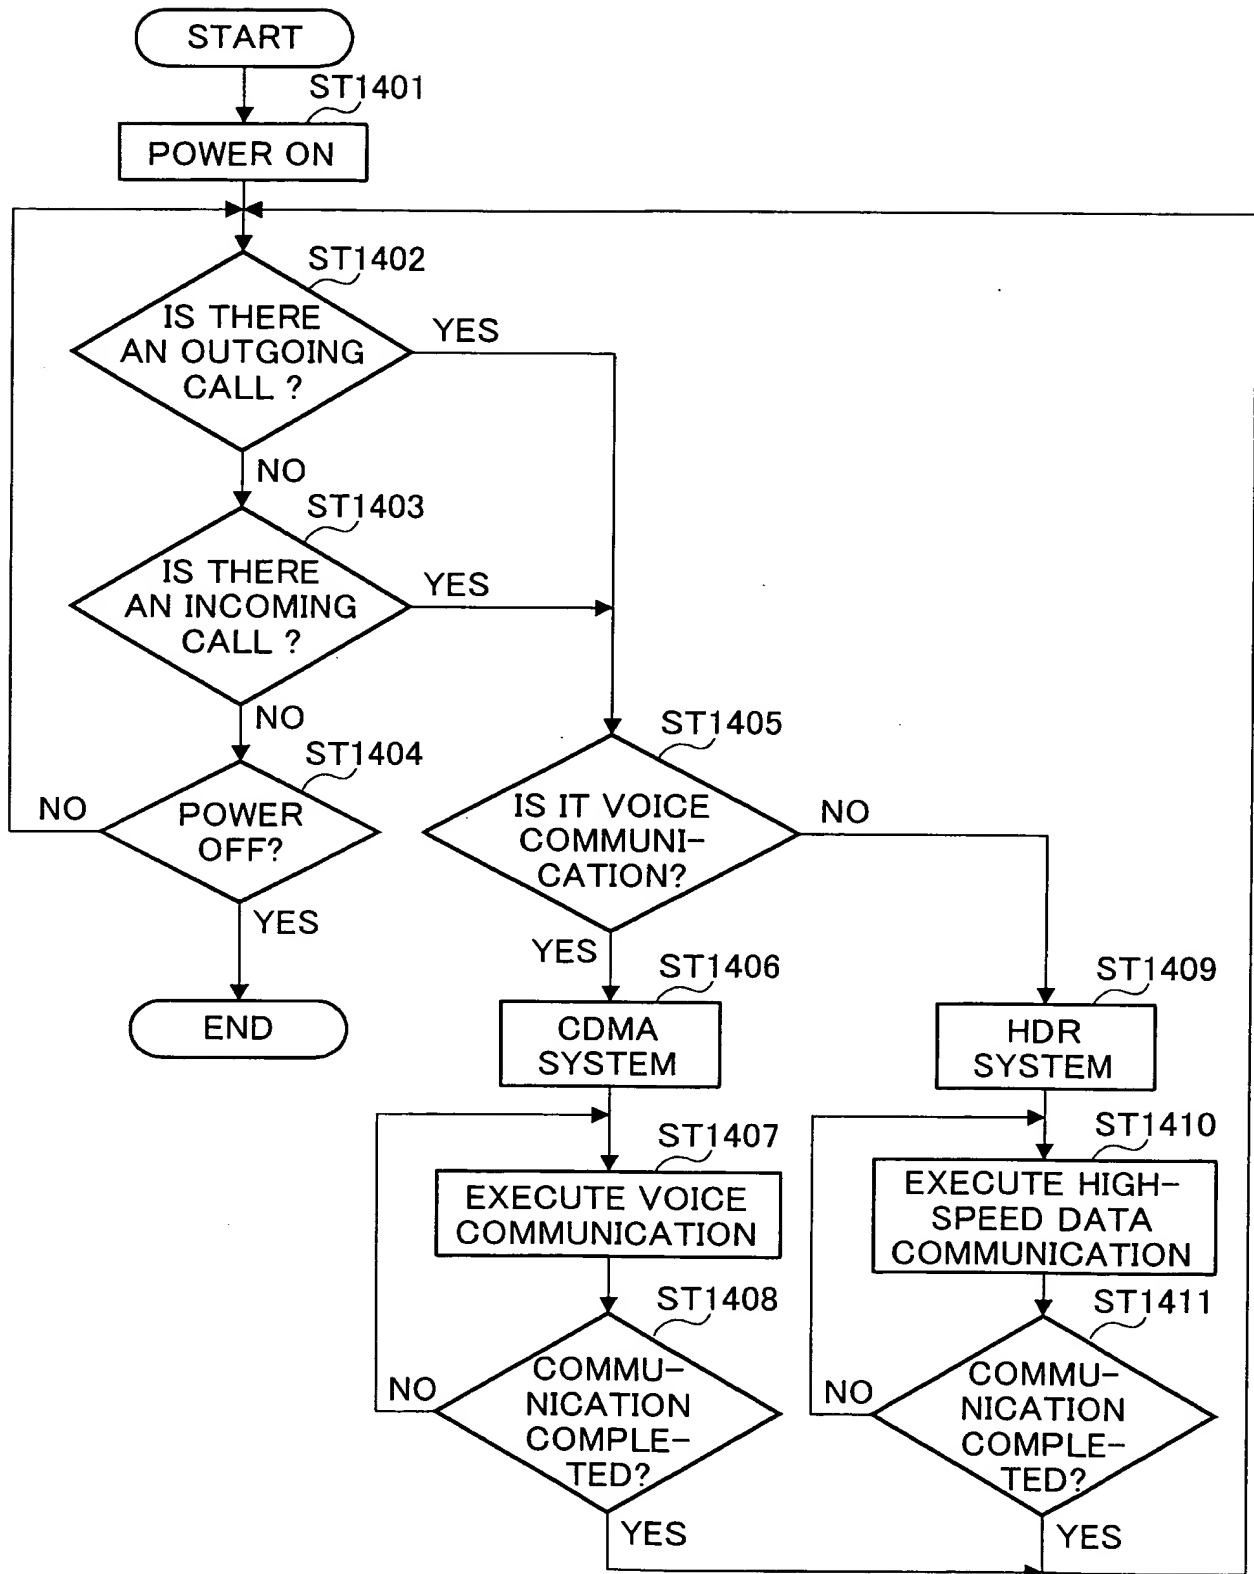 START
ST1401
POWER ON
ST1402
IS THERE
AN OUTGOING
CALL ?
YES
NO
ST1403
IS THERE
AN INCOMING
CALL ?
YES
NO
ST1404
POWER
OFF?
NO
YES
END
ST1405
IS IT VOICE
COMMUNI-
CATION?
NO
YES
ST1406
CDMA
SYSTEM
ST1407
EXECUTE VOICE
COMMUNICATION
ST1408
COMMU-
NICATION
COMPLE-
TED?
NO
YES
ST1409
HDR
SYSTEM
ST1410
EXECUTE HIGH-
SPEED DATA
COMMUNICATION
ST1411
COMMU-
NICATION
COMPLE-
TED?
NO
YES